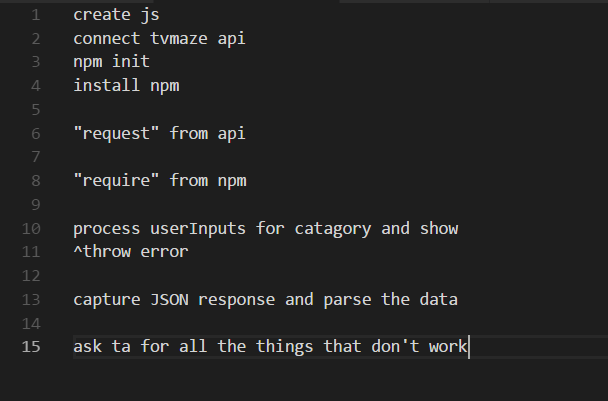 1 create js
2 connect tvmaze api
3 npm init
4 install npm
5
6 "request" from api
7
8 "require" from npm
9
10 process userInputs for catagory and show
11 ^throw error
12
13 capture JSON response and parse the data
14
15 ask ta for all the things that don't work